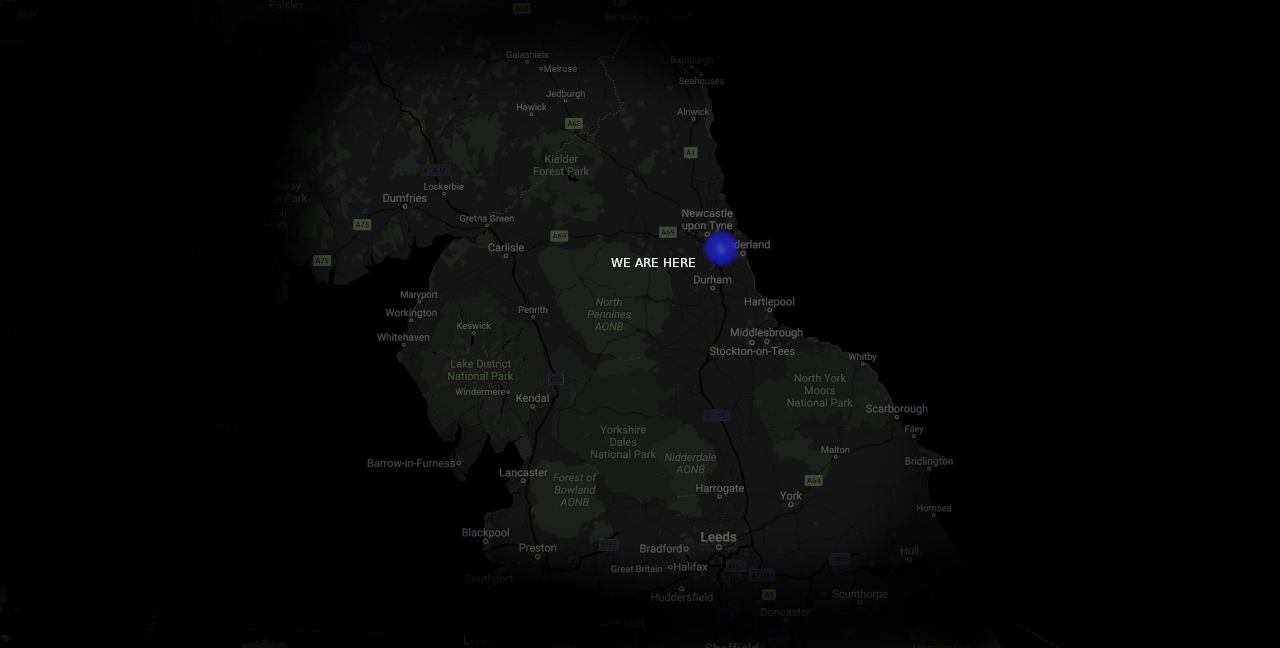 Paisley
A68
Berwick upon Tweed
Galashiels
Melrose
Bamburgh
Seahouses
Jedburgh
Hawick
Alnwick
A68
A1
Kielder
Forest Park
Lockerbie
Dumfries
Gretna Green
Newcastle
upon Tyne
A75
A69
A69
Carlisle
derland
A75
WE ARE HERE
Durham
Maryport
North
Pennines
AONB
Hartlepool
Workington
Penrith
Keswick
Whitehaven
Middlesbrough
Stockton-on-Tees
Whitby
Lake District
National Park
North York
Moors
National Park
Windermere
Kendal
Scarborough
Yorkshire
Dales
National Park
Filey
Malton
Nidderdale
AONB
Barrow-in-Furness
Bridlington
Lancaster
Forest of
Bowland
AONB
A64
Harrogate
York
Hornsea
Blackpool
Leeds
Preston
Bradford
Hull
Great Britain
Halifax
Southport
Huddersfield
A1
Scunthorpe
Doncaster
Sheffield